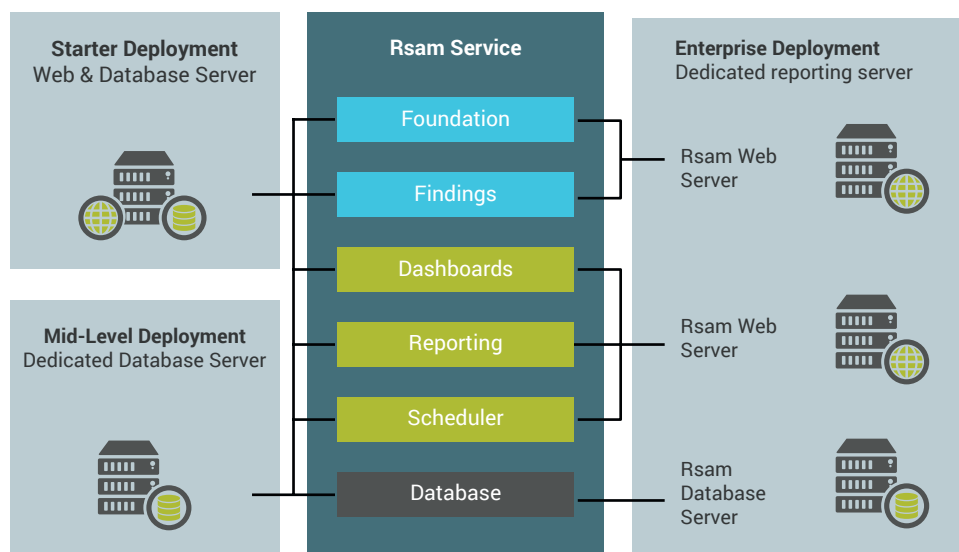 Starter Deployment
Web & Database Server
Mid-Level Deployment
Dedicated Database Server
Rsam Service
Foundation
Findings
Dashboards
Reporting
Scheduler
Database
Enterprise Deployment
Dedicated reporting server
Rsam Web
Server
Rsam Web
Server
Rsam
Database
Server